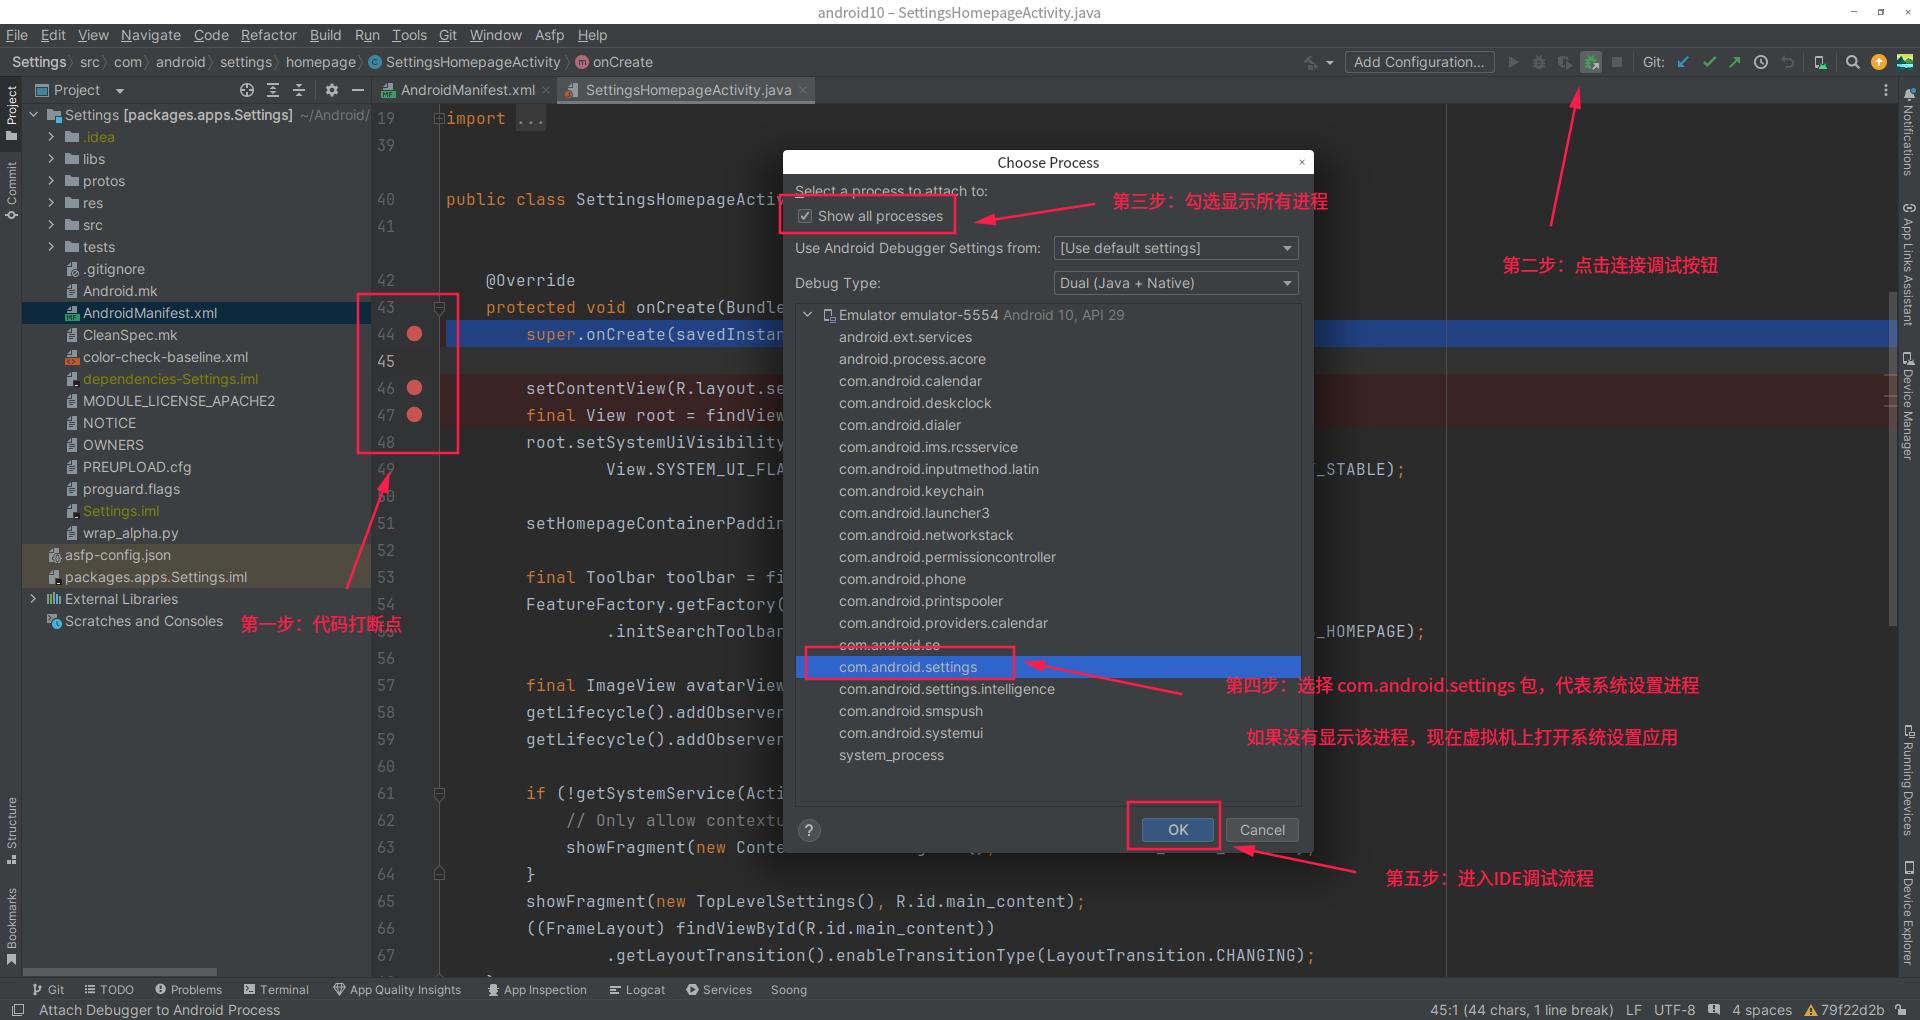 android10 – SettingsHomepageActivity.java
File Edit View Navigate Code Refactor Build Run Tools Git Window Asfp Help
Settings src com android settings homepage SettingsHomepageActivity onCreate
Add Configuration...
Git:
Project
AndroidManifest.xml
SettingsHomepageActivity.java
Project
Commit
Structure
Bookmarks
Settings [packages.apps.Settings] ~/Android/
.idea
libs
protos
res
src
tests
.gitignore
Android.mk
AndroidManifest.xml
CleanSpec.mk
color-check-baseline.xml
dependencies-Settings.iml
MODULE_LICENSE_APACHE2
NOTICE
OWNERS
PREUPLOAD.cfg
proguard.flags
Settings.iml
wrap_alpha.py
asfp-config.json
packages.apps.Settings.iml
External Libraries
Scratches and Consoles
第一步：代码打断点
19 import ...
39
40 public class SettingsHomepageActiv
41
42 @Override
43 protected void onCreate(Bundle
44 super.onCreate(savedInstan
45
46 setContentView(R.layout.se
47 final View root = findView
48 root.setSystemUiVisibility
49 View.SYSTEM_UI_FLA _STABLE);
50
51 setHomepageContainerPaddin
52
53 final Toolbar toolbar = fi
54 FeatureFactory.getFactory(
55 .initSearchToolbar S_HOMEPAGE);
56
57 final ImageView avatarView
58 getLifecycle().addObserver
59 getLifecycle().addObserver
60
61 if (!getSystemService(Acti
62 // Only allow contextu
63 showFragment(new Conte
64 }
65 showFragment(new TopLevelSettings(), R.id.main_content);
66 ((FrameLayout) findViewById(R.id.main_content))
67 .getLayoutTransition().enableTransitionType(LayoutTransition.CHANGING);
Choose Process
Select a process to attach to:
Show all processes
第三步：勾选显示所有进程
Use Android Debugger Settings from: [Use default settings]
Debug Type: Dual (Java + Native)
Emulator emulator-5554 Android 10, API 29
android.ext.services
android.process.acore
com.android.calendar
com.android.deskclock
com.android.dialer
com.android.ims.rcsservice
com.android.inputmethod.latin
com.android.keychain
com.android.launcher3
com.android.networkstack
com.android.permissioncontroller
com.android.phone
com.android.printspooler
com.android.providers.calendar
com.android.se
com.android.settings
com.android.settings.intelligence
com.android.smspush
com.android.systemui
system_process
? OK Cancel
第二步：点击连接调试按钮
第四步：选择 com.android.settings 包，代表系统设置进程
如果没有显示该进程，现在虚拟机上打开系统设置应用
第五步：进入IDE调试流程
Notifications
App Links Assistant
Device Manager
Running Devices
Device Explorer
Git TODO Problems Terminal App Quality Insights App Inspection Logcat Services Soong
Attach Debugger to Android Process
45:1 (44 chars, 1 line break) LF UTF-8 4 spaces 79f22d2b